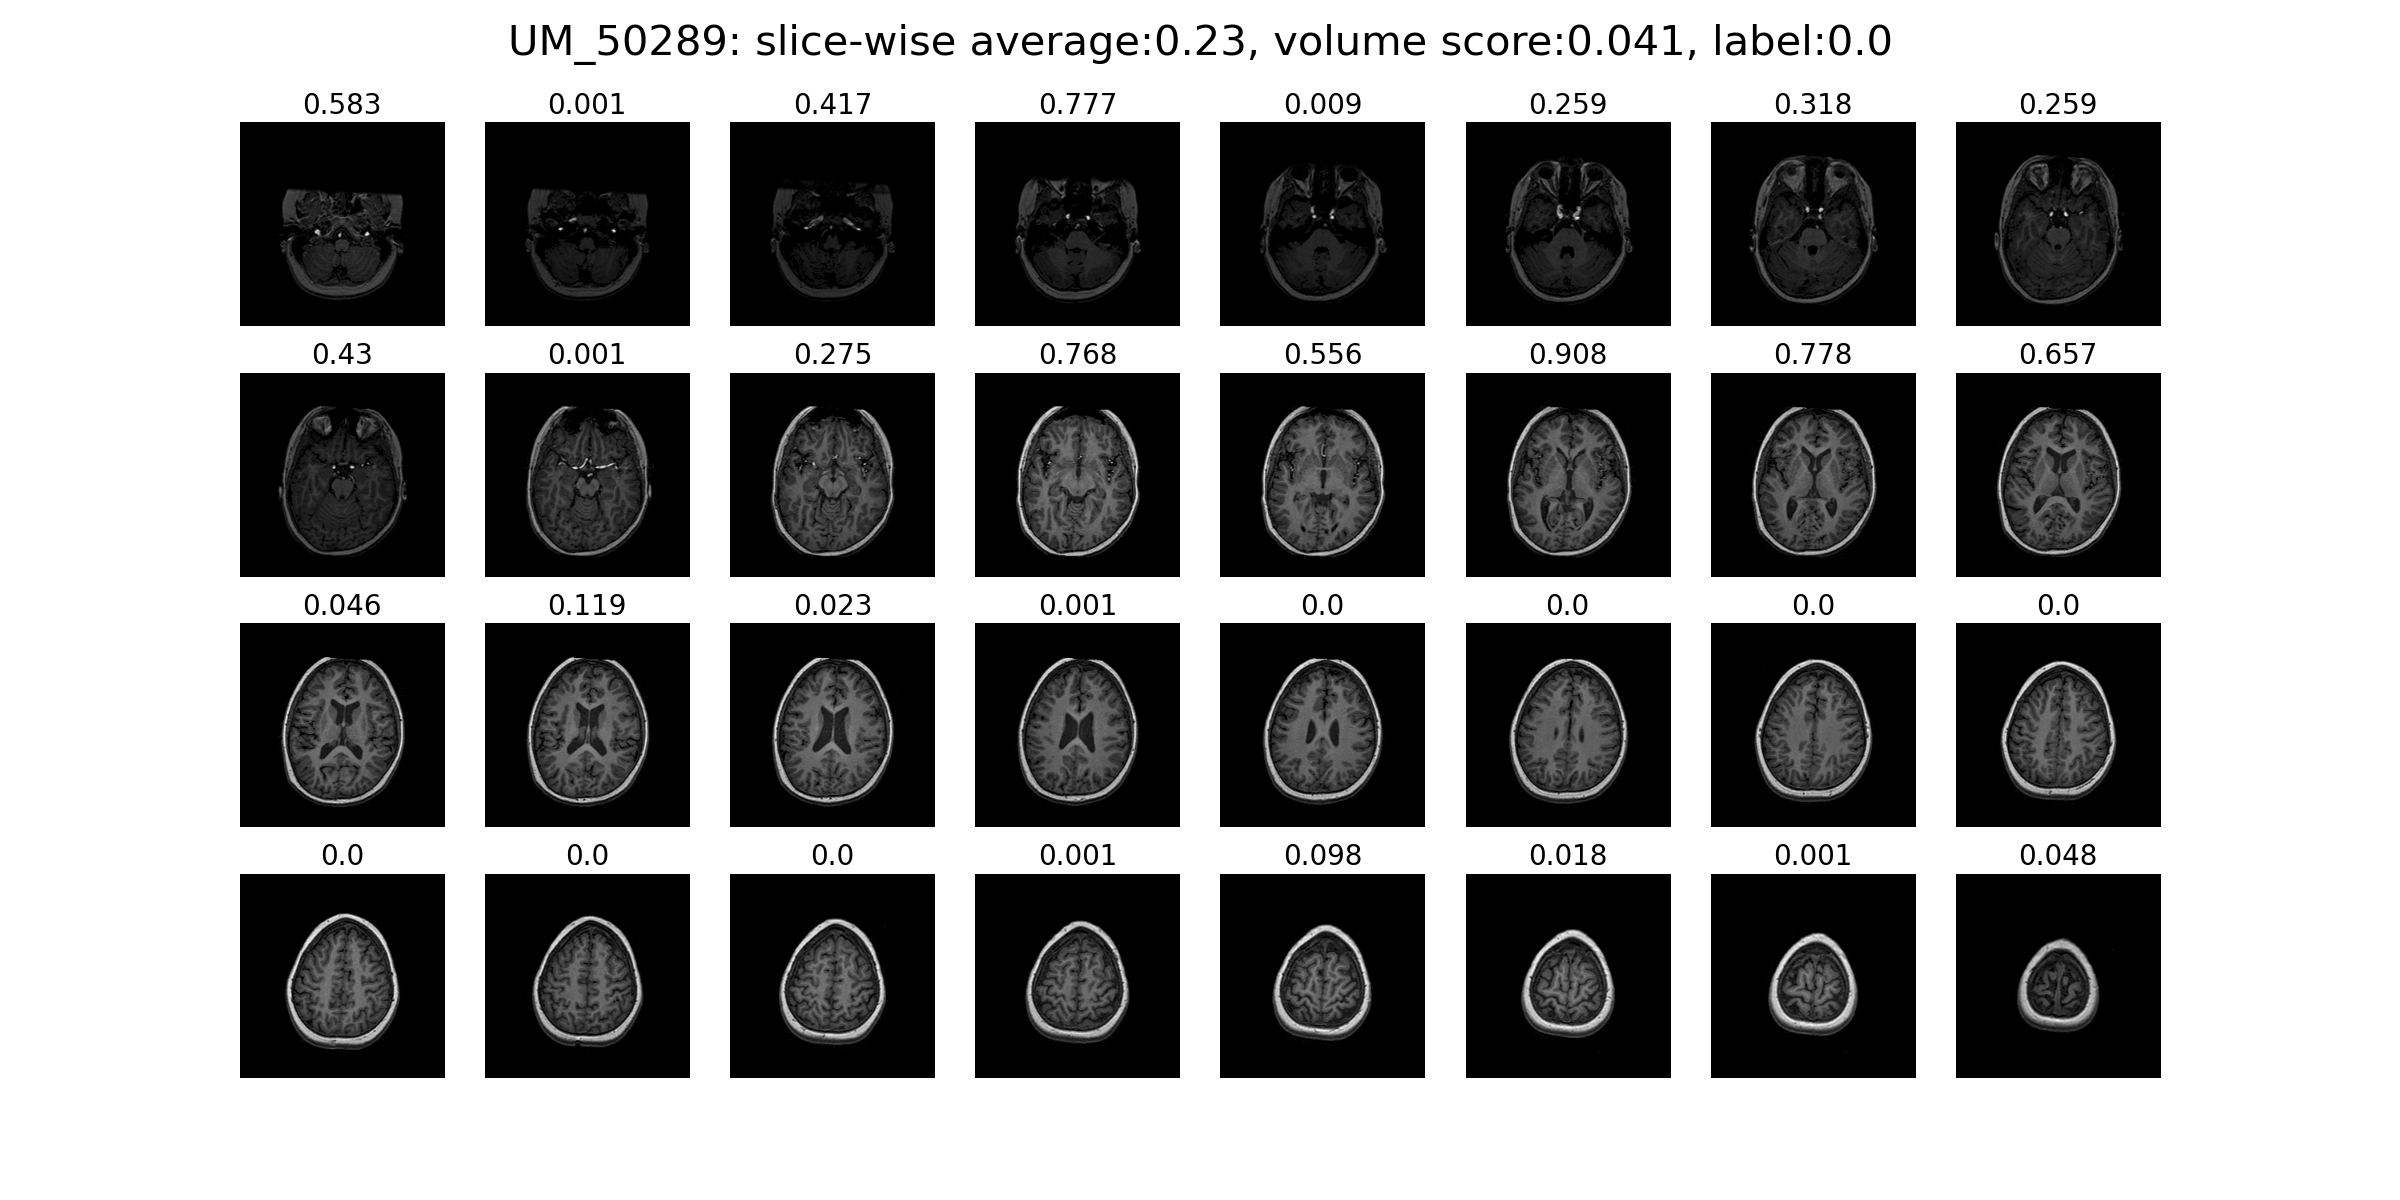 UM_50289: slice-wise average:0.23, volume score:0.041, label:0.0
0.583 0.001 0.417 0.777 0.009 0.259 0.318 0.259
0.43 0.001 0.275 0.768 0.556 0.908 0.778 0.657
0.046 0.119 0.023 0.001 0.0 0.0 0.0 0.0
0.0 0.0 0.0 0.001 0.098 0.018 0.001 0.048